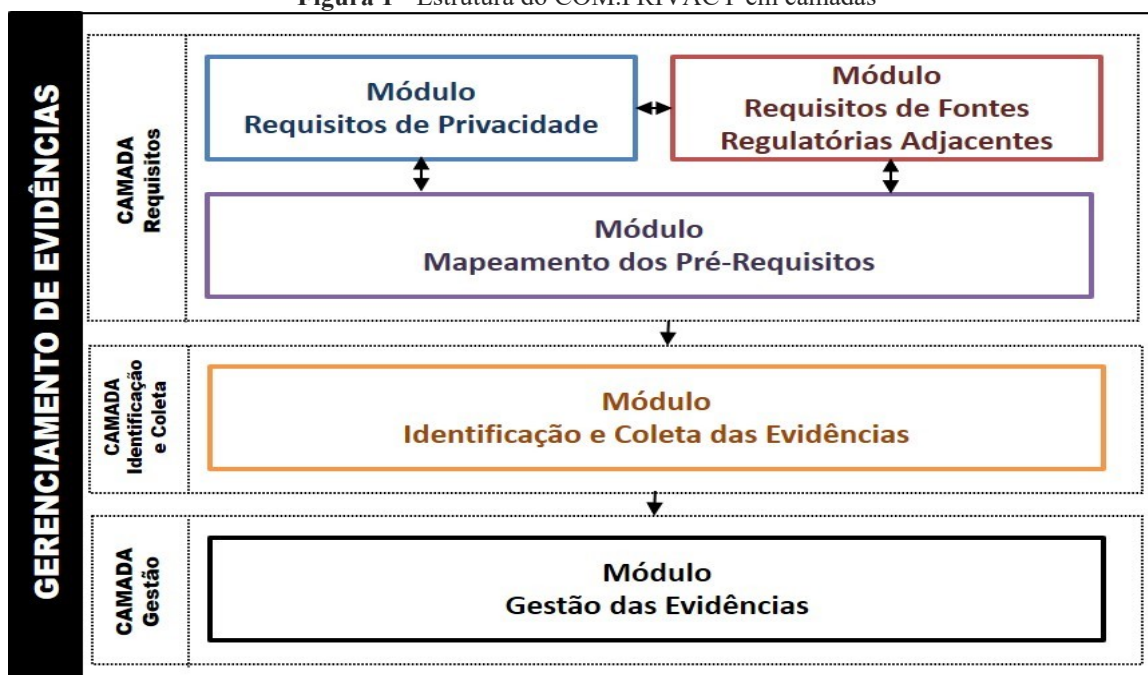 Figura 1 - Estrutura do COM.PRIVACY em camadas
GERENCIAMENTO DE EVIDÊNCIAS
CAMADA
Requisitos
Módulo
Requisitos de Privacidade
Módulo
Requisitos de Fontes
Regulatórias Adjacentes
Módulo
Mapeamento dos Pré-Requisitos
CAMADA
Identificação
e Coleta
Módulo
Identificação e Coleta das Evidências
CAMADA
Gestão
Módulo
Gestão das Evidências